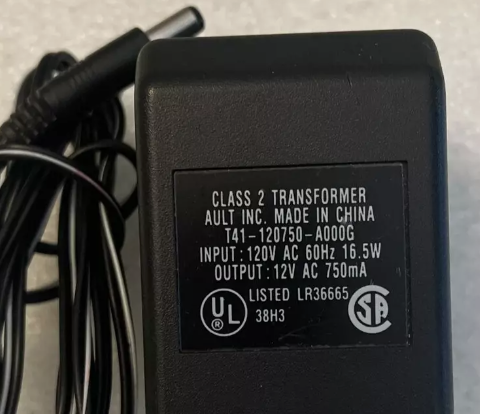 CLASS 2 TRANSFORMER
AULT INC. MADE IN CHINA
T41-120750-A000G
INPUT:120V AC 60Hz 16.5W
OUTPUT:12V AC 750mA
UL® LISTED LR36665 SA
38H3